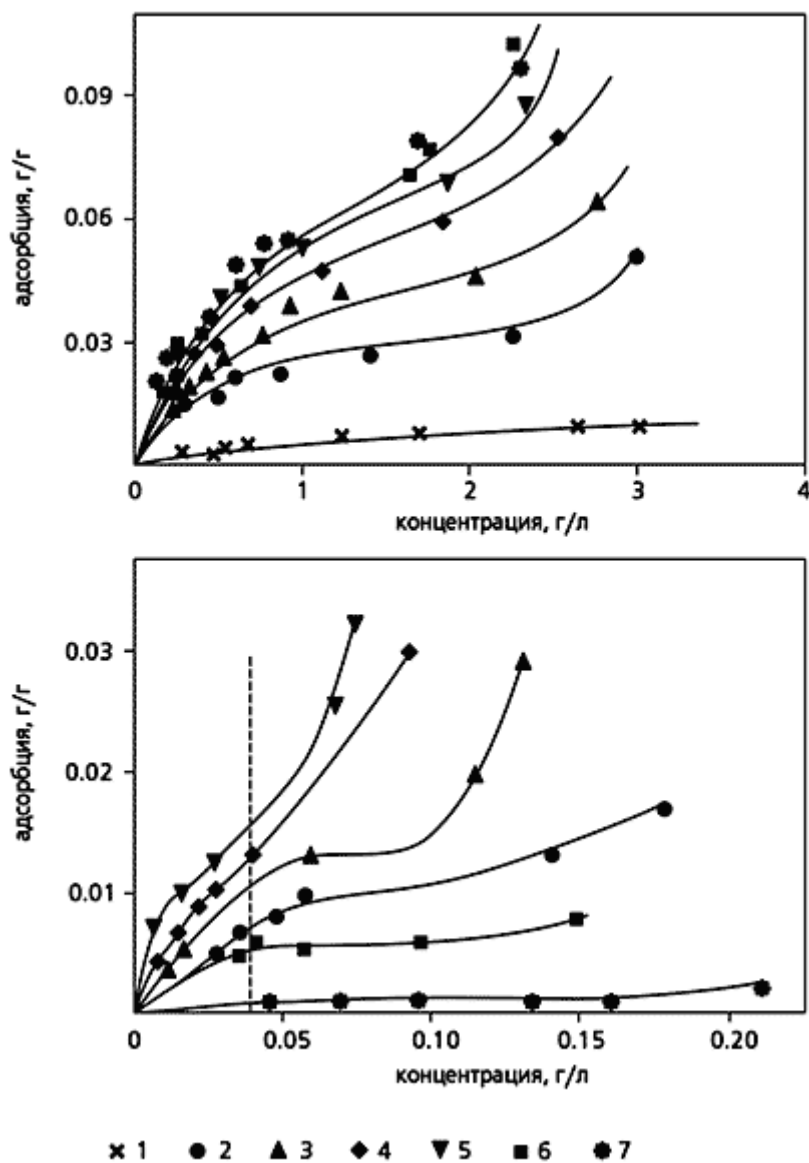 адсорбция, г/г
0.09
0.06
0.03
0 1 2 3 4
концентрация, г/л
адсорбция, г/г
0.03
0.02
0.01
0 0.05 0.10 0.15 0.20
концентрация, г/л
1 2 3 4 5 6 7